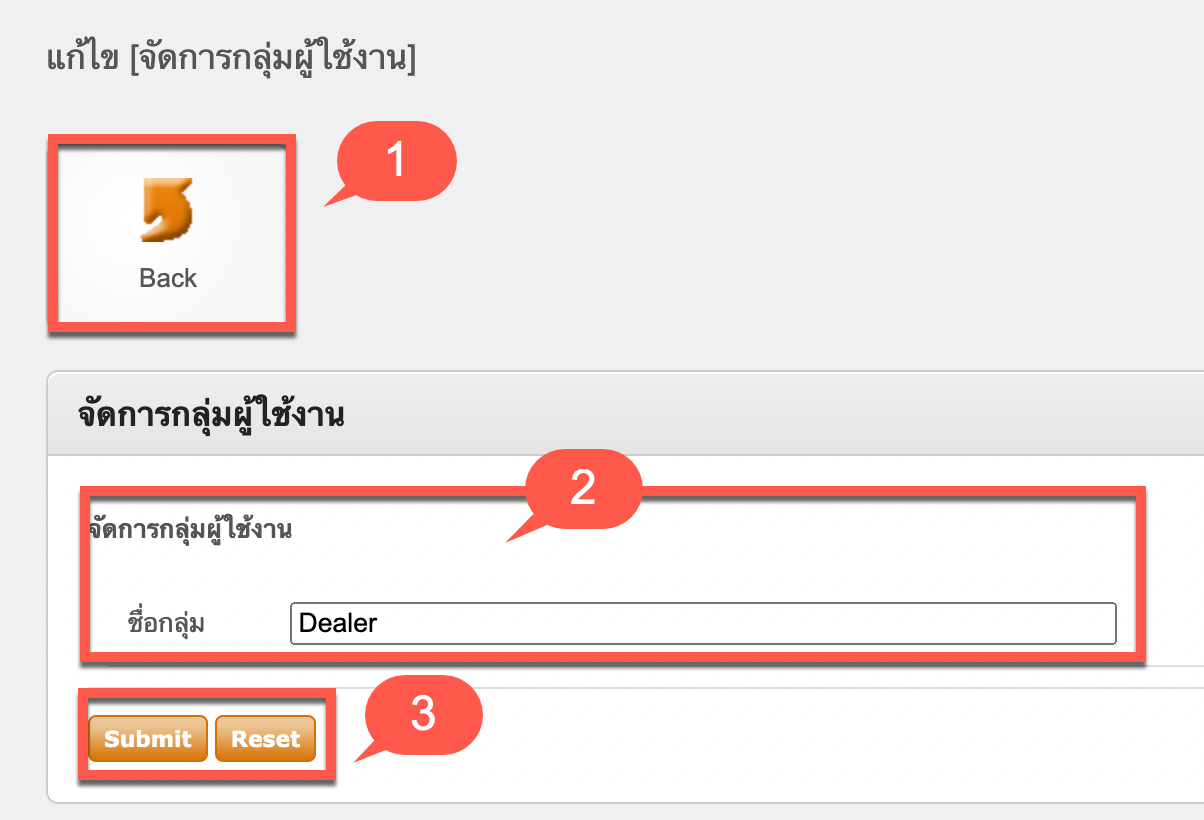 แก้ไข [จัดการกลุ่มผู้ใช้งาน]
1
Back
จัดการกลุ่มผู้ใช้งาน
2
จัดการกลุ่มผู้ใช้งาน
ชื่อกลุ่ม Dealer
3
Submit Reset